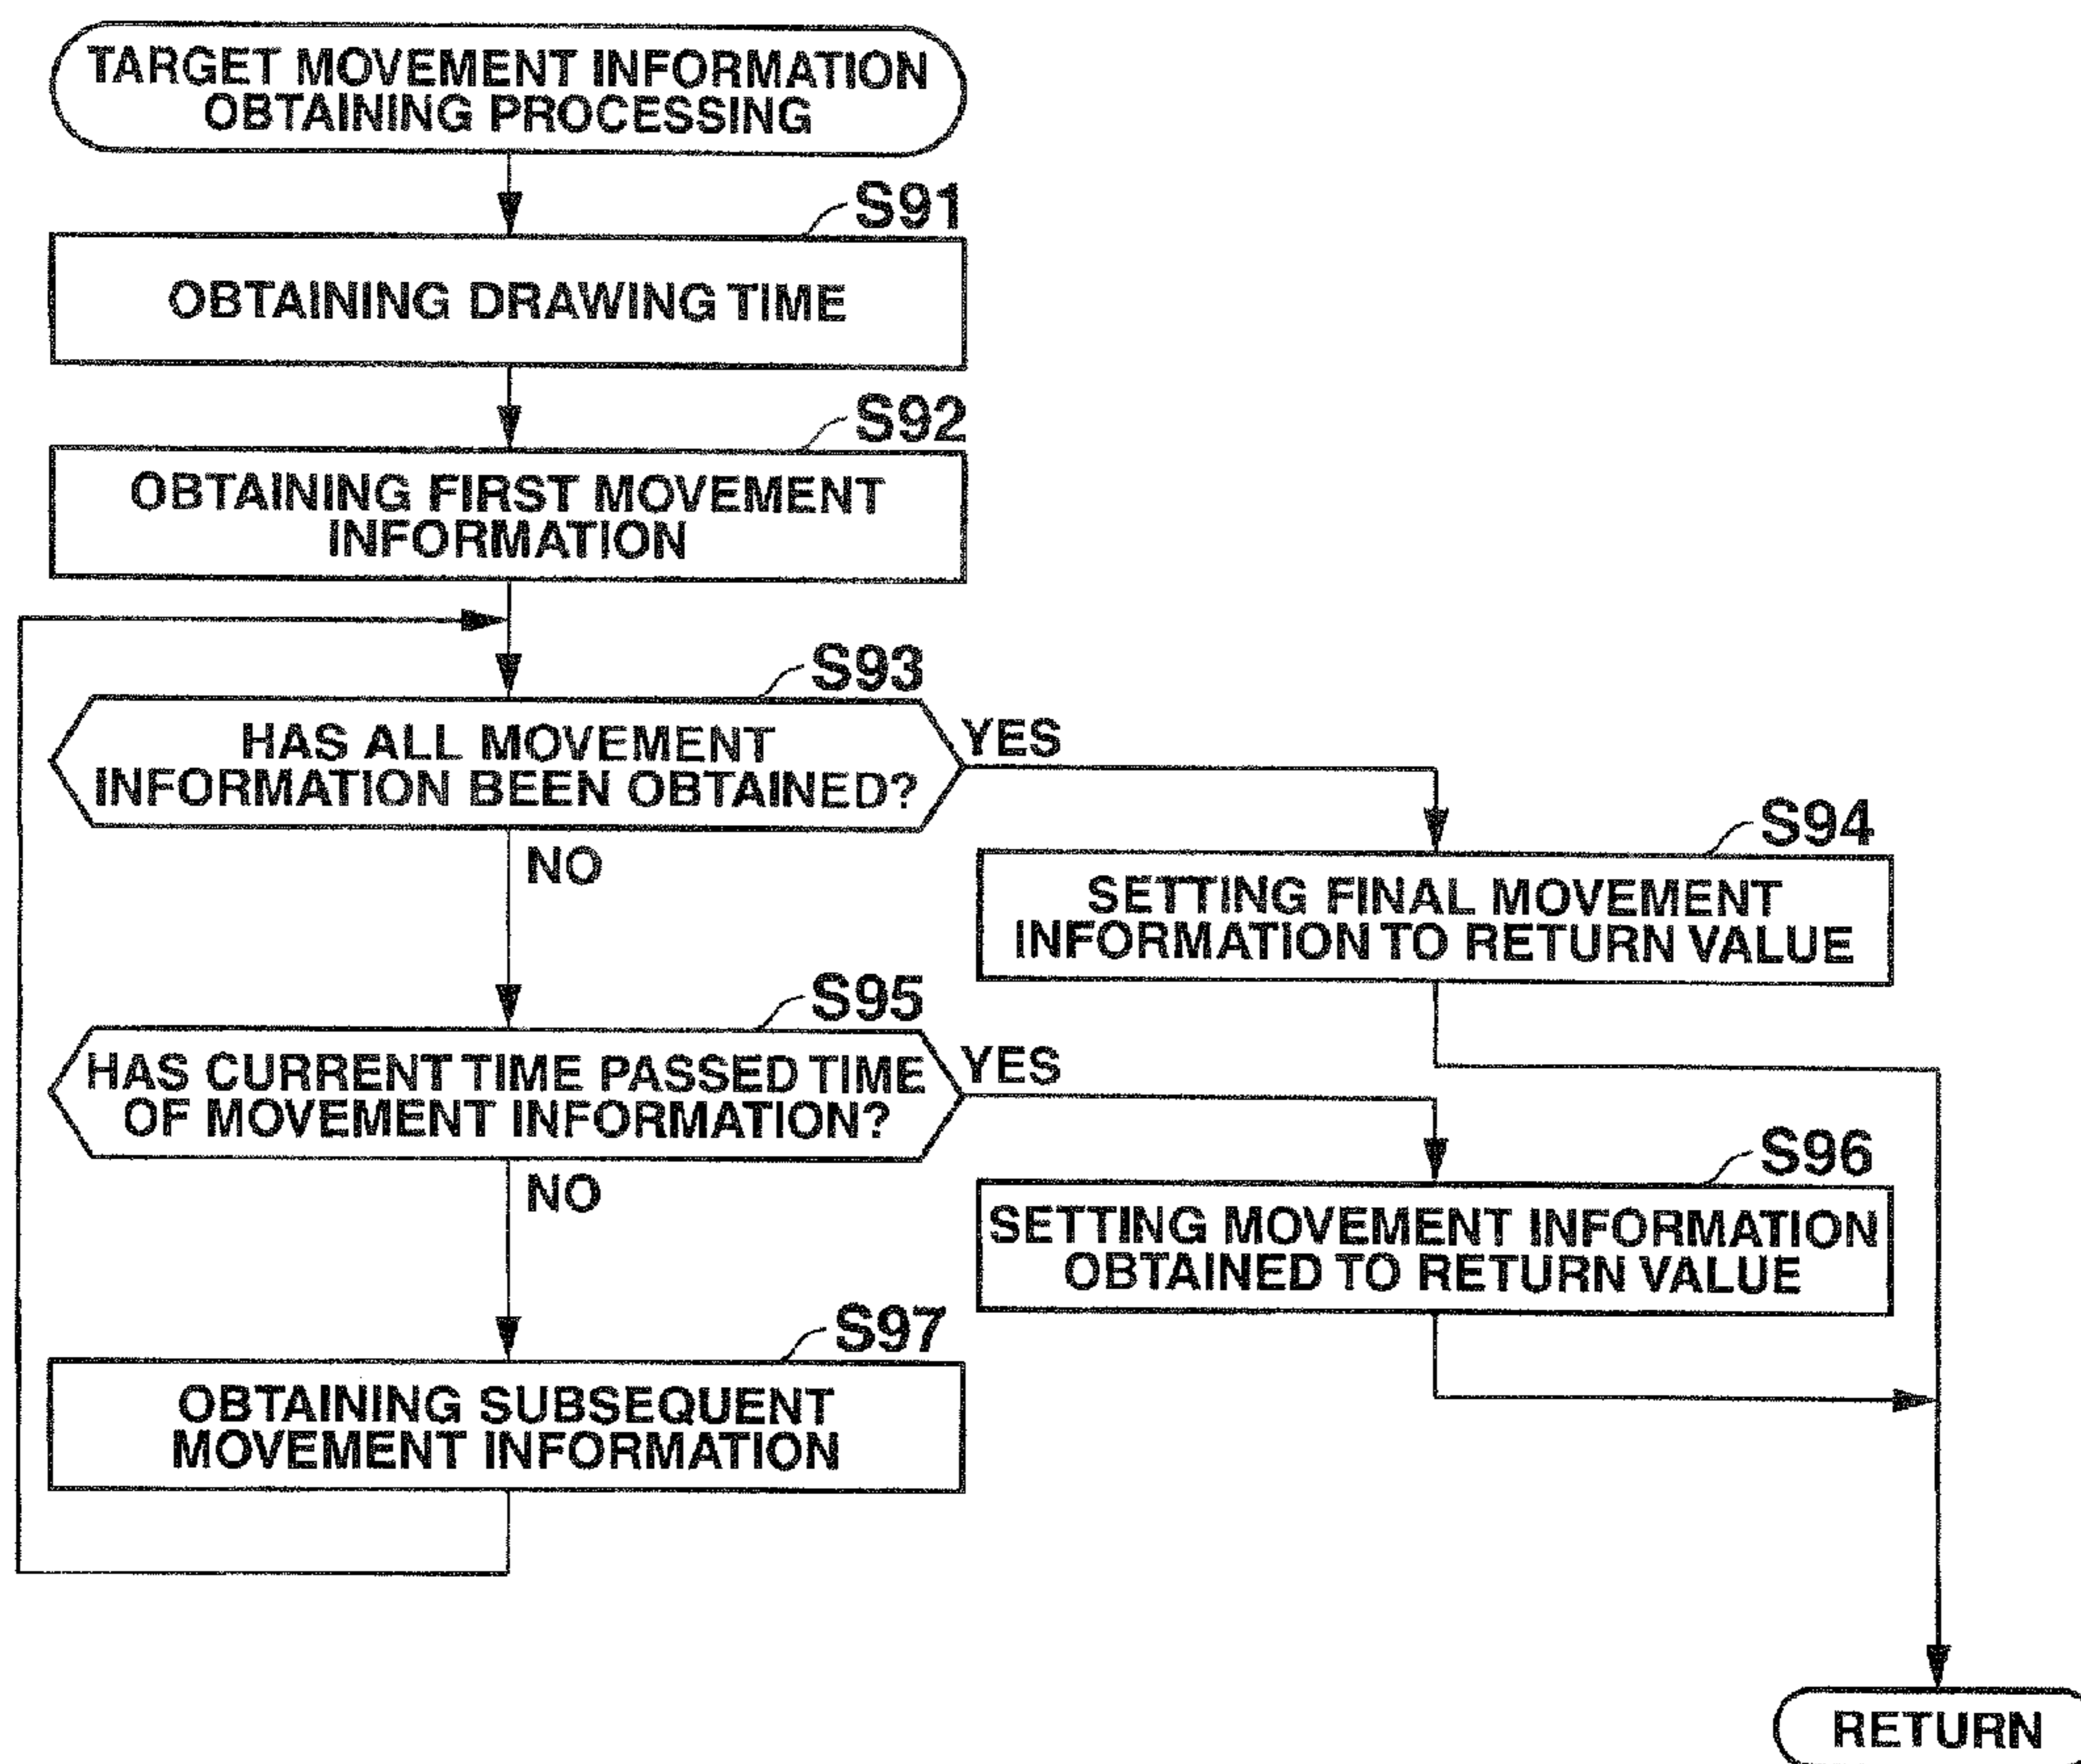 TARGET MOVEMENT INFORMATION
OBTAINING PROCESSING
S91
OBTAINING DRAWING TIME
S92
OBTAINING FIRST MOVEMENT
INFORMATION
S93
HAS ALL MOVEMENT
INFORMATION BEEN OBTAINED?
YES
NO
S94
SETTING FINAL MOVEMENT
INFORMATION TO RETURN VALUE
S95
HAS CURRENT TIME PASSED TIME
OF MOVEMENT INFORMATION?
YES
NO
S96
SETTING MOVEMENT INFORMATION
OBTAINED TO RETURN VALUE
S97
OBTAINING SUBSEQUENT
MOVEMENT INFORMATION
RETURN